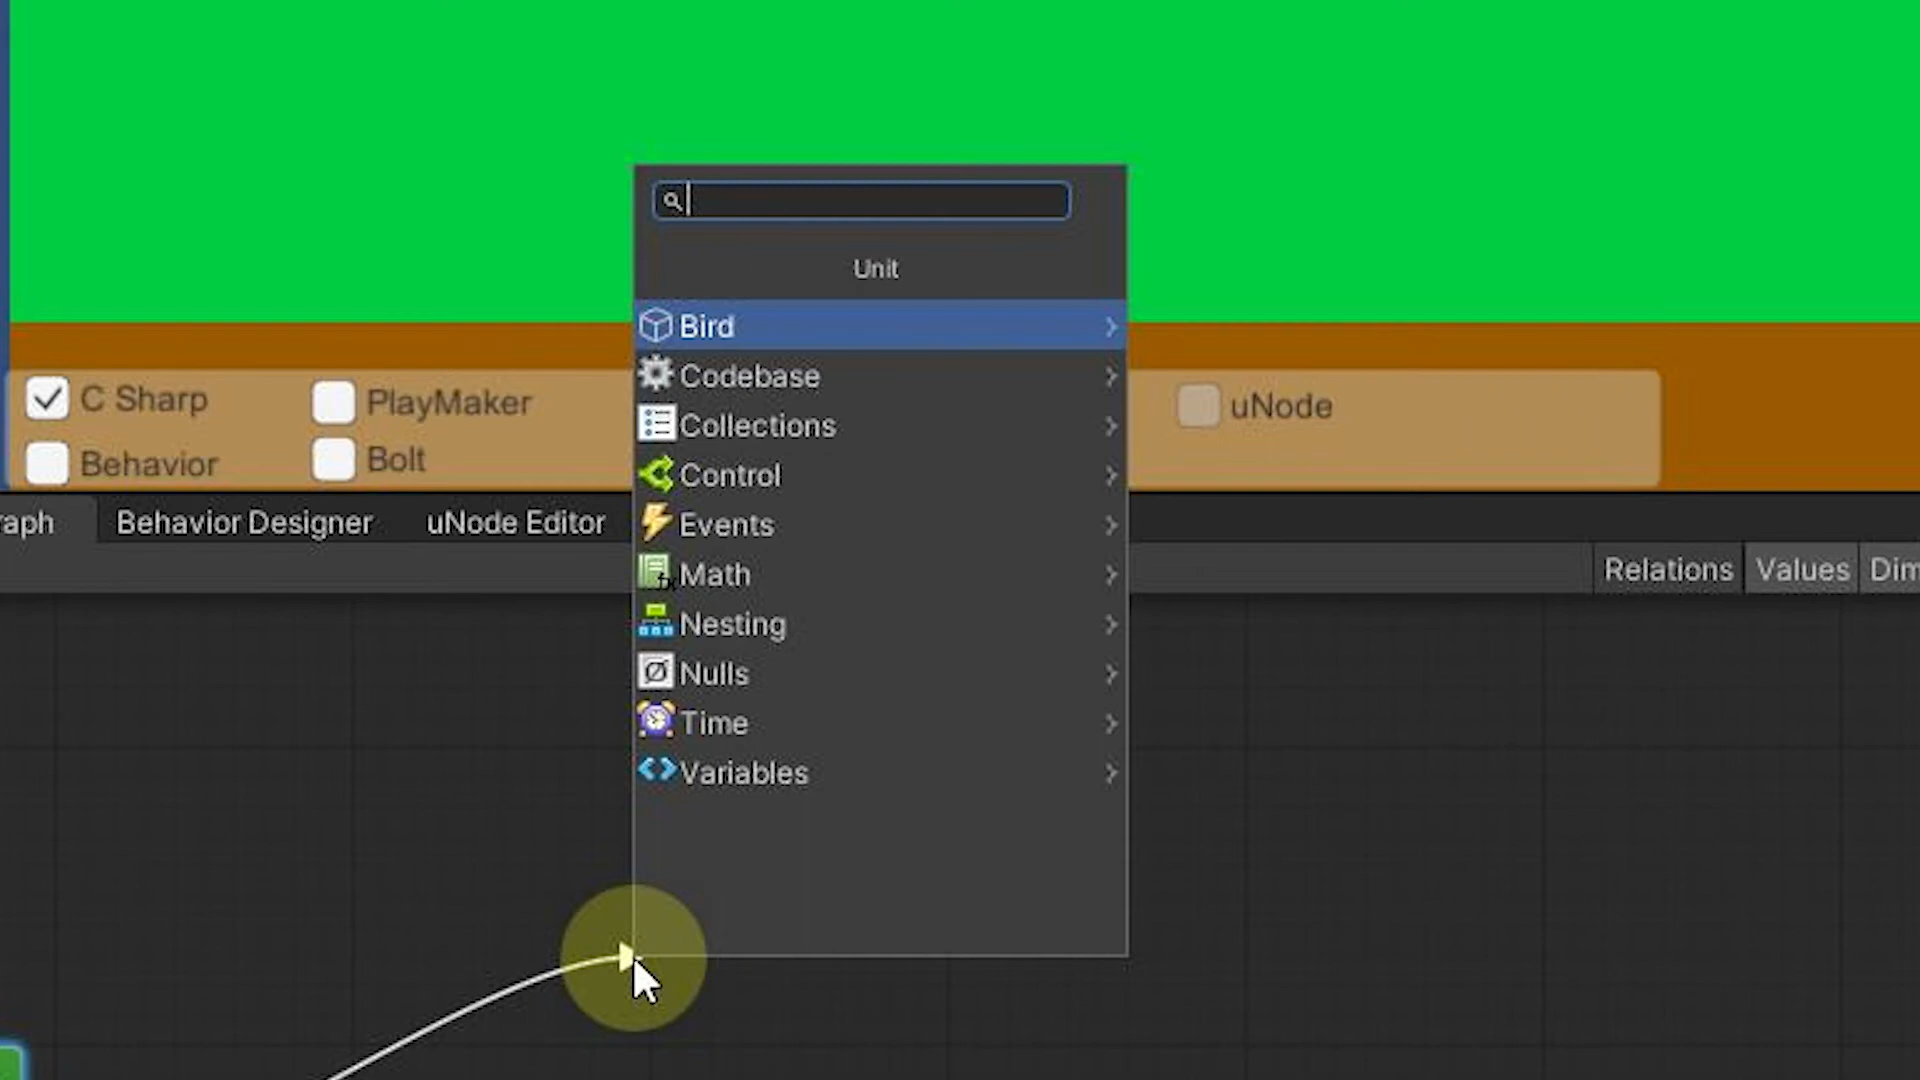 Unit
Bird
Codebase
Collections
Control
Events
Math
Nesting
Nulls
Time
Variables
C Sharp
PlayMaker
uNode
Behavior
Bolt
raph
Behavior Designer
uNode Editor
Relations
Values
Dim